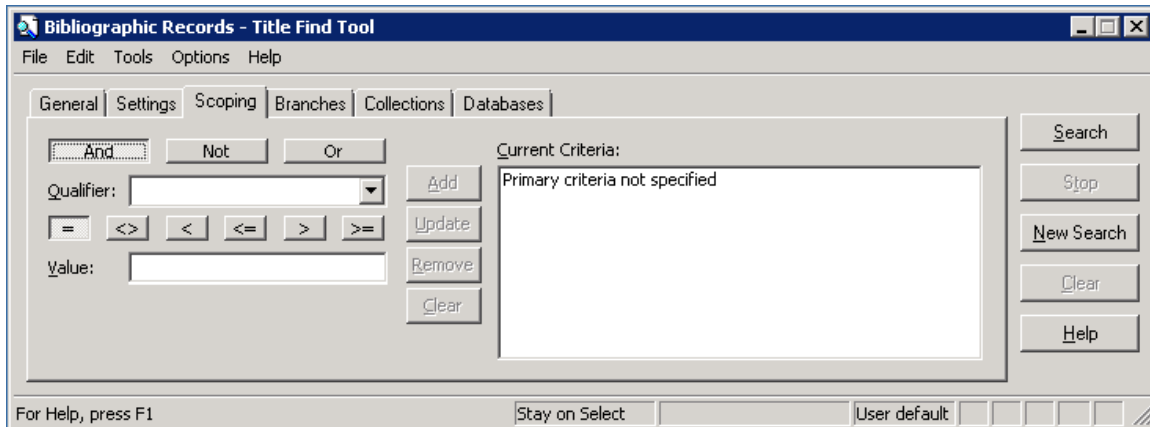 Bibliographic Records - Title Find Tool
File Edit Tools Options Help
General Settings Scoping Branches Collections Databases
And Not Or
Qualifier:
= <> < <= > >=
Value:
Add
Update
Remove
Clear
Current Criteria:
Primary criteria not specified
Search
Stop
New Search
Clear
Help
For Help, press F1 Stay on Select User default